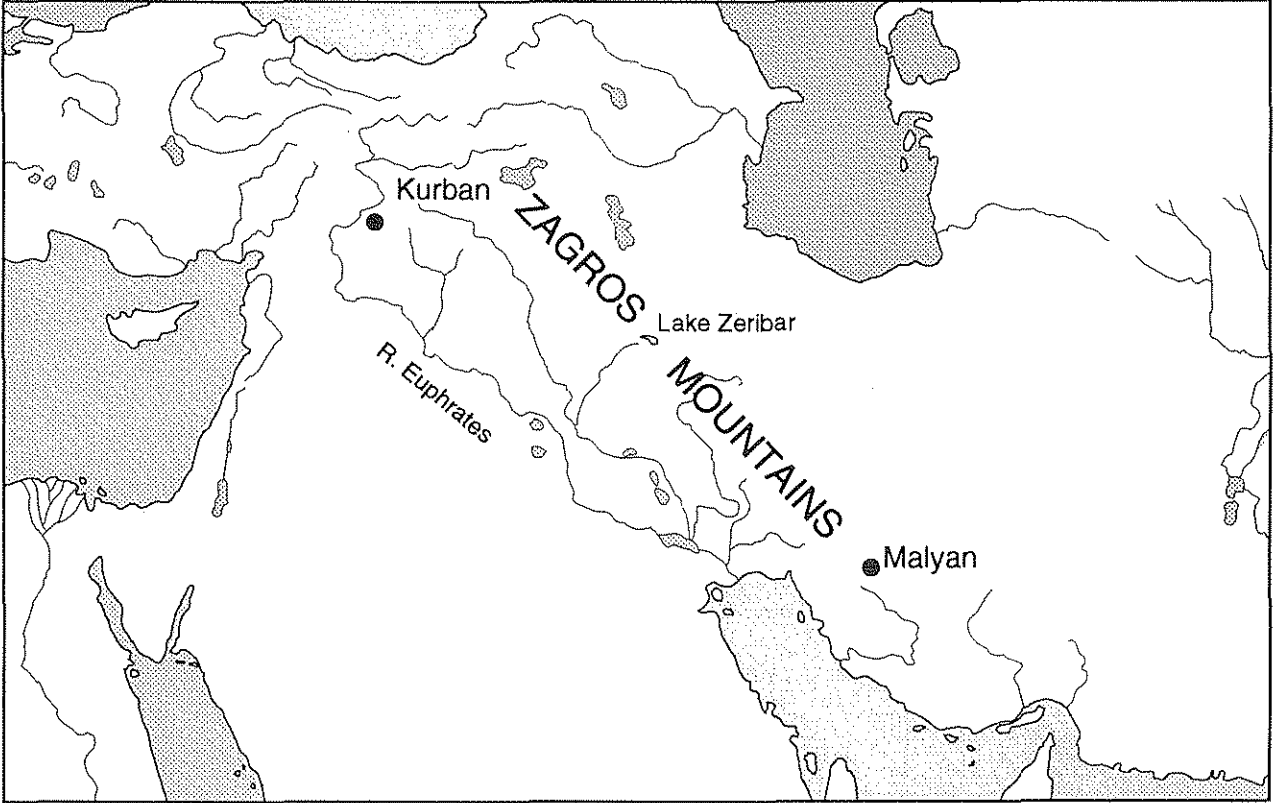 Kurban
ZAGROS
Lake Zeribar
R. Euphrates
MOUNTAINS
Malyan